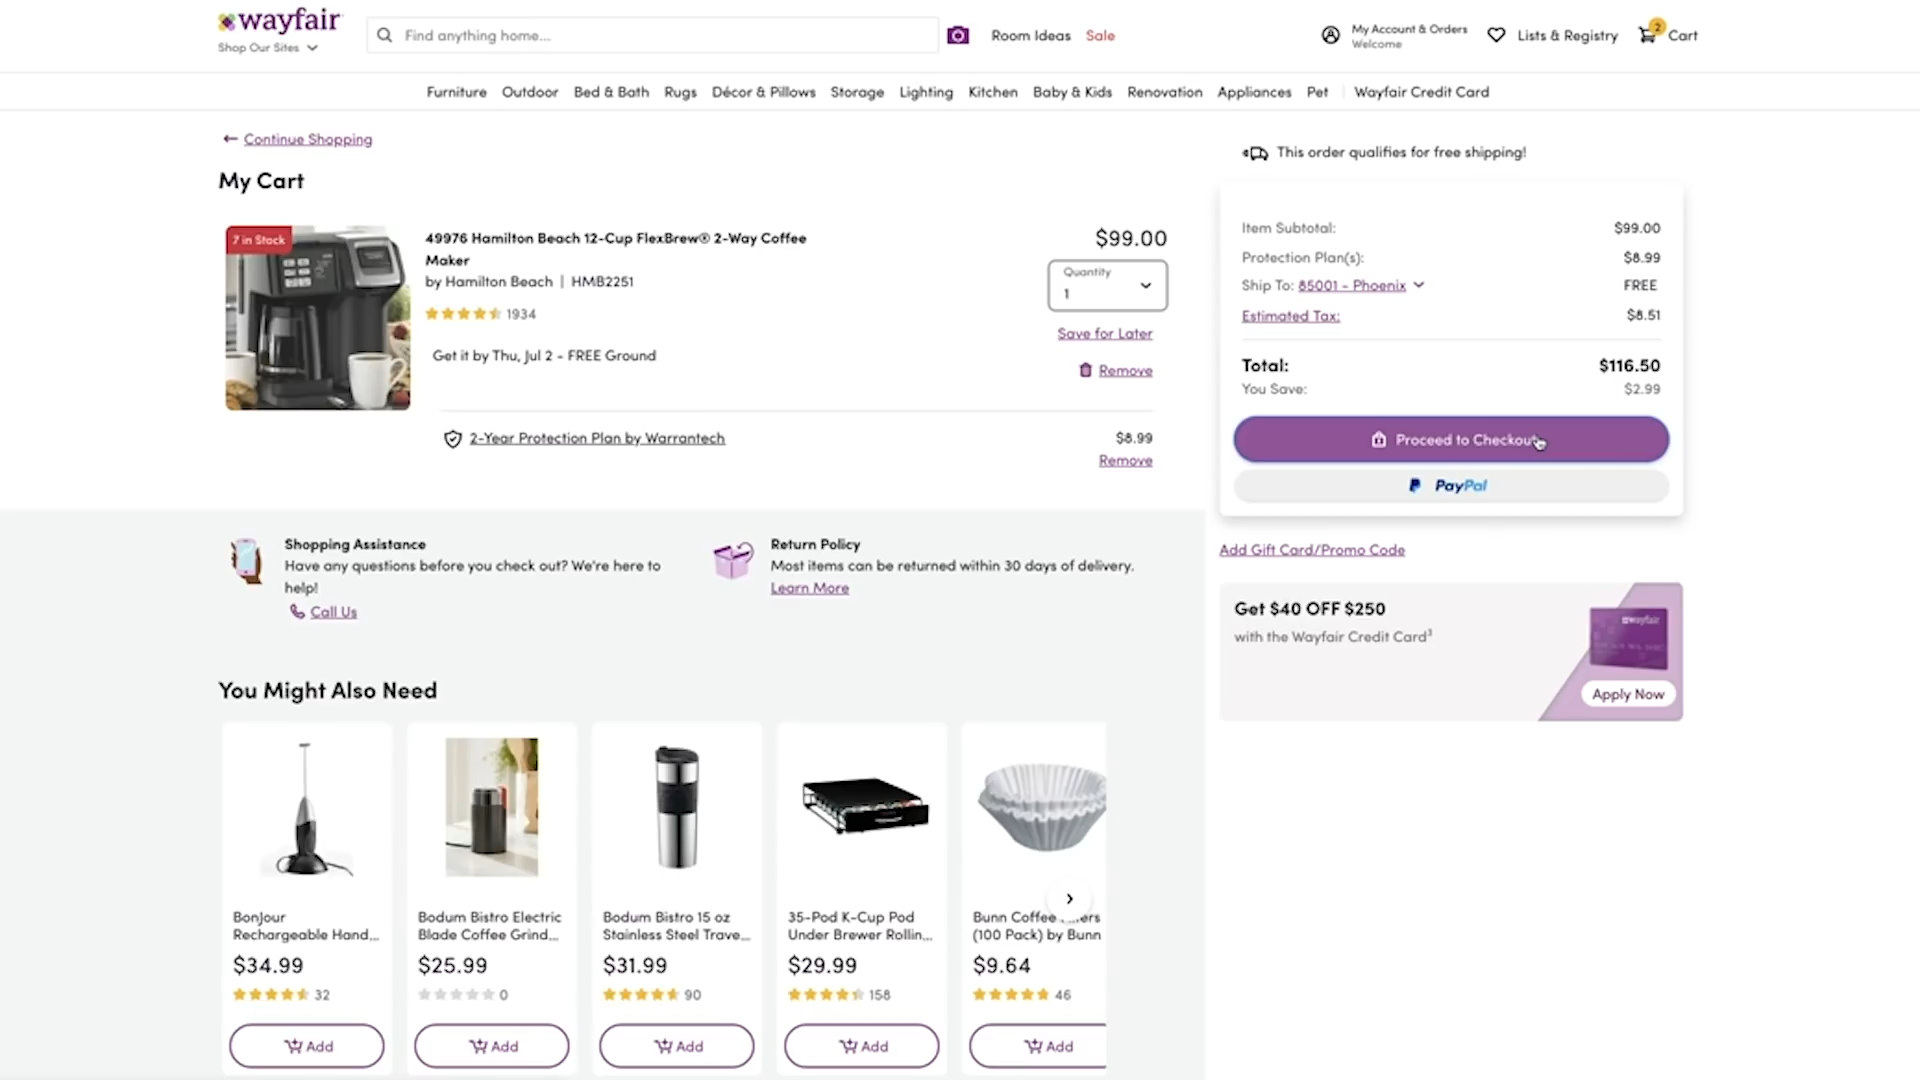 wayfair
Shop Our Sites
Find anything home...
Room Ideas
Sale
My Account & Orders
Welcome
Lists & Registry
2
Cart
Furniture
Outdoor
Bed & Bath
Rugs
Décor & Pillows
Storage
Lighting
Kitchen
Baby & Kids
Renovation
Appliances
Pet
Wayfair Credit Card
← Continue Shopping
My Cart
7 in Stock
49976 Hamilton Beach 12-Cup FlexBrew® 2-Way Coffee
Maker
by Hamilton Beach | HMB2251
1934
Get it by Thu, Jul 2 - FREE Ground
$99.00
Quantity
1
Save for Later
Remove
2-Year Protection Plan by Warrantech
$8.99
Remove
This order qualifies for free shipping!
Item Subtotal: $99.00
Protection Plan(s): $8.99
Ship To: 85001 - Phoenix FREE
Estimated Tax: $8.51
Total: $116.50
You Save: $2.99
Proceed to Checkout
PayPal
Add Gift Card/Promo Code
Get $40 OFF $250
with the Wayfair Credit Card³
wayfair
Apply Now
Shopping Assistance
Have any questions before you check out? We're here to
help!
Call Us
Return Policy
Most items can be returned within 30 days of delivery.
Learn More
You Might Also Need
BonJour
Rechargeable Hand...
$34.99
32
Add
Bodum Bistro Electric
Blade Coffee Grind...
$25.99
0
Add
Bodum Bistro 15 oz
Stainless Steel Trave...
$31.99
90
Add
35-Pod K-Cup Pod
Under Brewer Rollin...
$29.99
158
Add
Bunn Coffee
(100 Pack) by Bunn
$9.64
46
Add